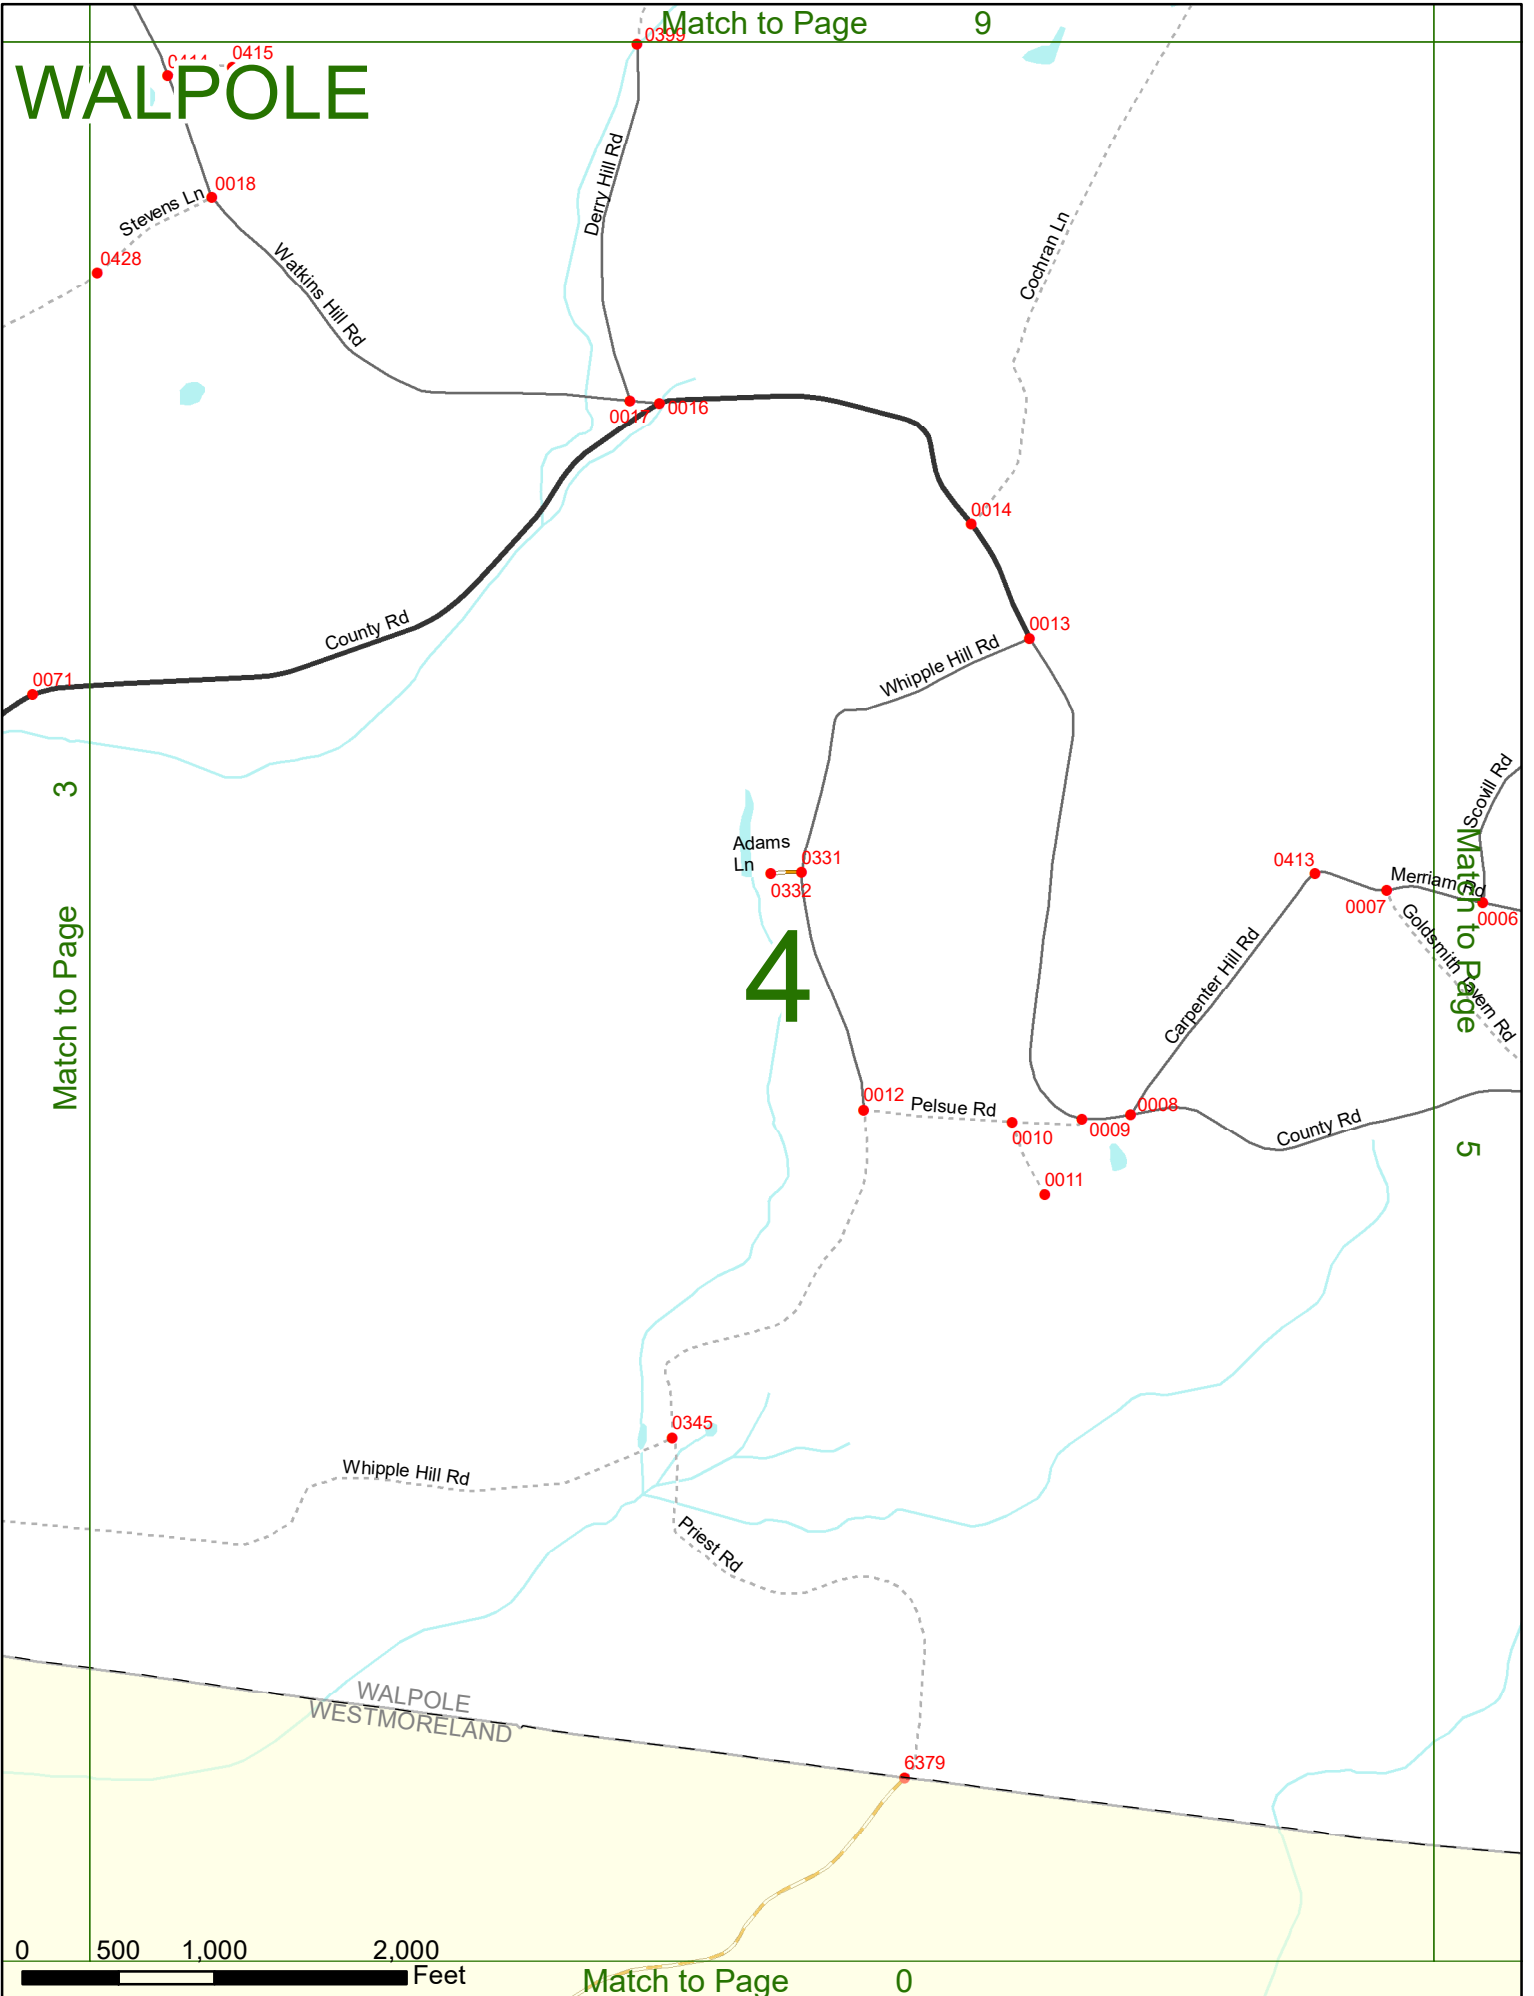 Match to Page 9
0399
0414
0415
WALPOLE
0018
Stevens Ln
0428
Watkins Hill Rd
Derry Hill Rd
Cochran Ln
0017
0016
0014
County Rd
0013
Whipple Hill Rd
0071
3
Match to Page
Adams
Ln
0331
0332
4
Scovill Rd
0413
Merriam Rd
0007
0006
Goldsmith Tavern Rd
Match to Page
5
Carpenter Hill Rd
0012
Pelsue Rd
0010
0009
0008
County Rd
0011
0345
Whipple Hill Rd
Priest Rd
WALPOLE
WESTMORELAND
6379
0 500 1,000 2,000
Feet
Match to Page 0